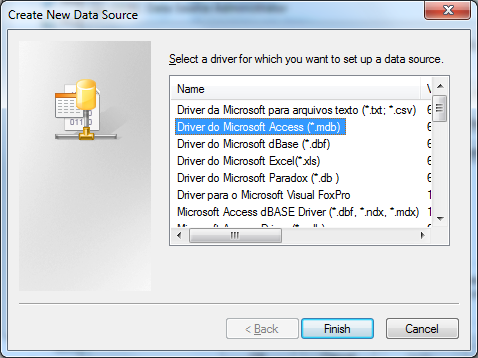 Create New Data Source
Select a driver for which you want to set up a data source.
Name
Driver da Microsoft para arquivos texto (*.txt; *.csv) 6
Driver do Microsoft Access (*.mdb) 6
Driver do Microsoft dBase (*.dbf) 6
Driver do Microsoft Excel(*.xls) 6
Driver do Microsoft Paradox (*.db ) 6
Driver para o Microsoft Visual FoxPro 1
Microsoft Access dBASE Driver (*.dbf, *.ndx, *.mdx) 1
< Back
Finish
Cancel